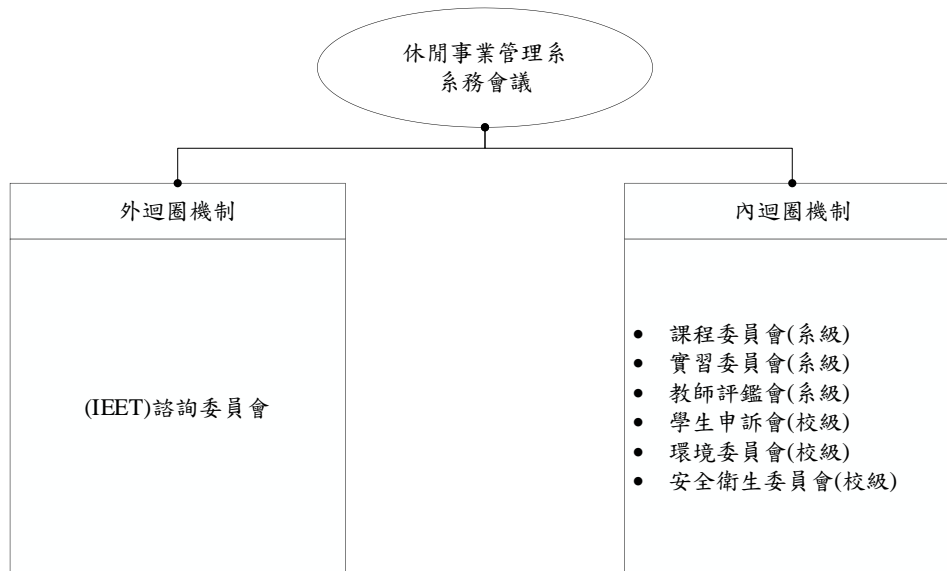 休閒事業管理系
系務會議
外迴圈機制
內迴圈機制
(IEET)諮詢委員會
• 課程委員會(系級)
• 實習委員會(系級)
• 教師評鑑會(系級)
• 學生申訴會(校級)
• 環境委員會(校級)
• 安全衛生委員會(校級)